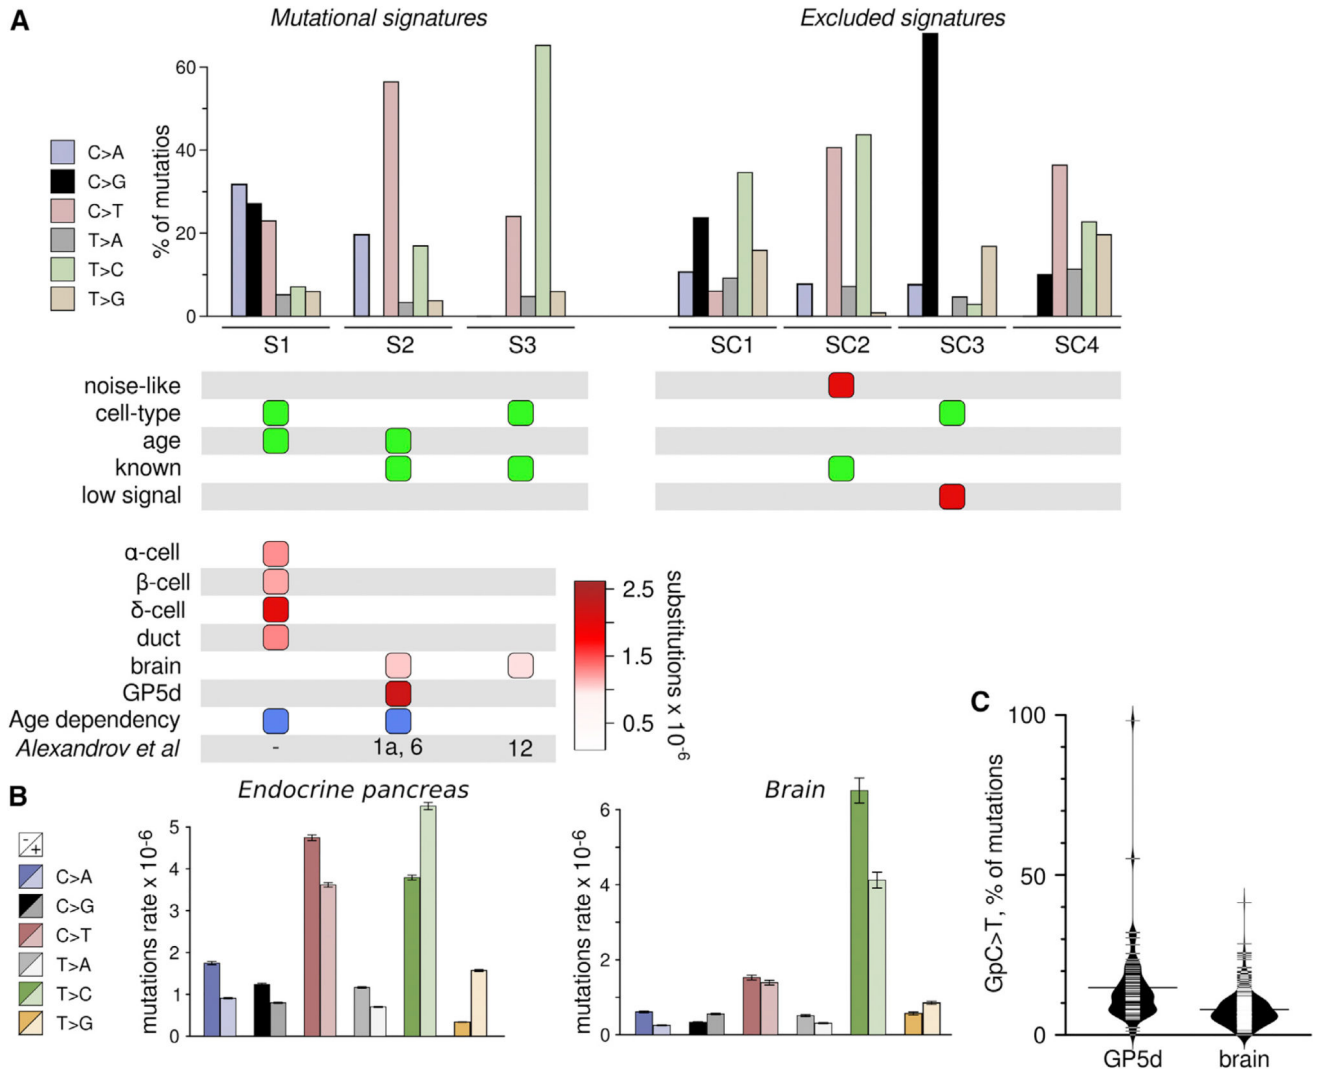 A
Mutational signatures
Excluded signatures
% of mutatios
60
40
20
0
C>A
C>G
C>T
T>A
T>C
T>G
S1 S2 S3 SC1 SC2 SC3 SC4
noise-like
cell-type
age
known
low signal
α-cell
β-cell
δ-cell
duct
brain
GP5d
Age dependency
Alexandrov et al - 1a, 6 12
2.5
1.5
0.5
substitutions x 10-6
B
Endocrine pancreas
-
+
C>A
C>G
C>T
T>A
T>C
T>G
mutations rate x 10-6
5
4
3
2
1
0
Brain
mutations rate x 10-6
6
4
2
0
C
GpC>T, % of mutations
100
50
0
GP5d brain